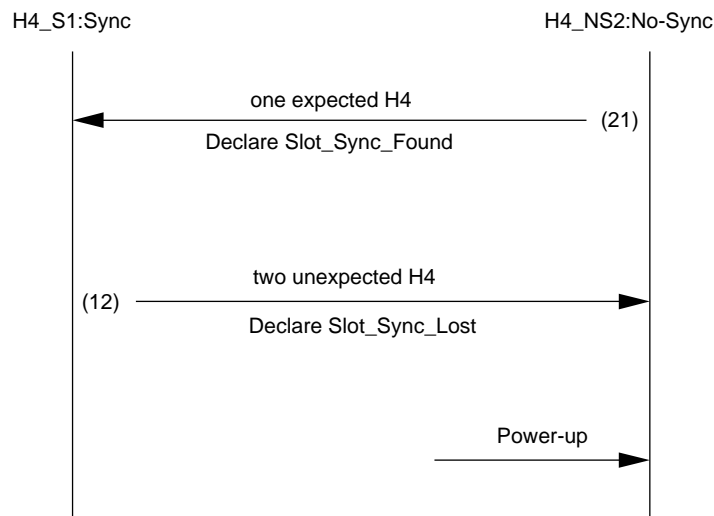 H4_S1:Sync
H4_NS2:No-Sync
one expected H4
(21)
Declare Slot_Sync_Found
two unexpected H4
(12)
Declare Slot_Sync_Lost
Power-up